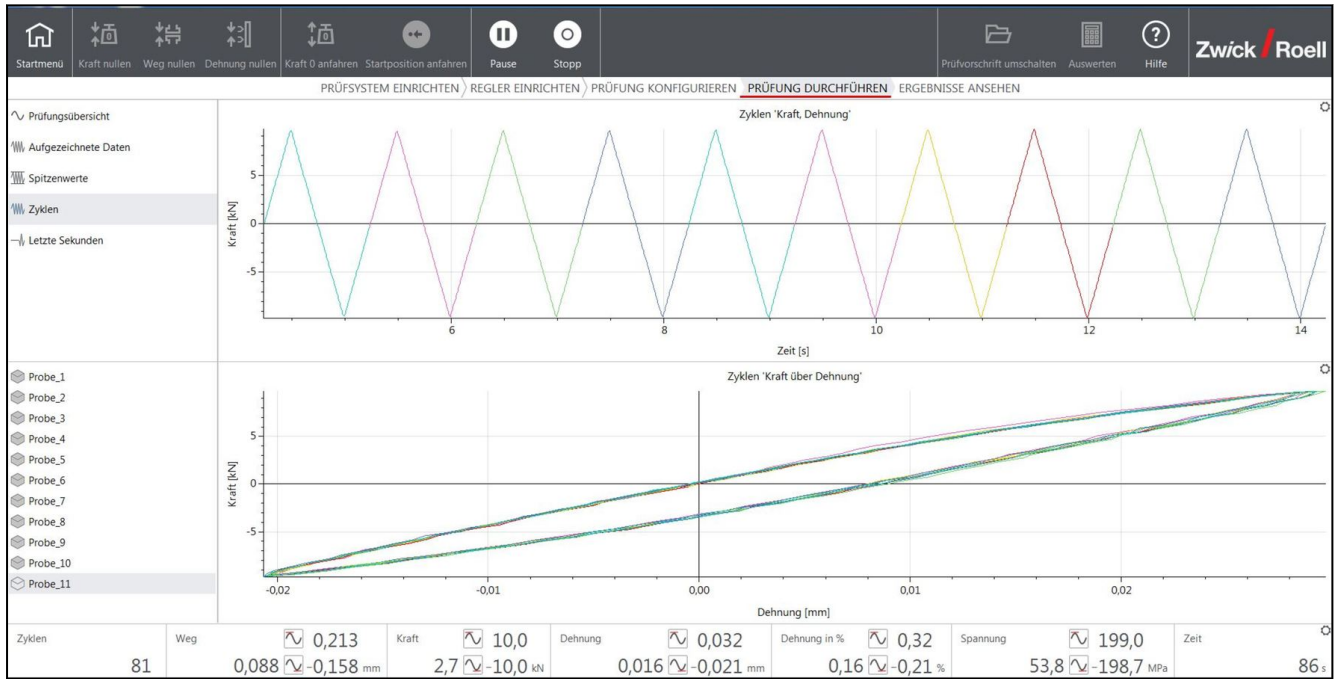 Startmenü Kraft nullen Weg nullen Dehnung nullen Kraft 0 anfahren Startposition anfahren Pause Stopp Prüfvorschrift umschalten Auswerten Hilfe Zwick Roell
PRÜFSYSTEM EINRICHTEN REGLER EINRICHTEN PRÜFUNG KONFIGURIEREN PRÜFUNG DURCHFÜHREN ERGEBNISSE ANSEHEN
Prüfungsübersicht
Aufgezeichnete Daten
Spitzenwerte
Zyklen
Letzte Sekunden
Zyklen 'Kraft, Dehnung'
Kraft [kN]
5
0
-5
6 8 10 12 14
Zeit [s]
Probe_1
Probe_2
Probe_3
Probe_4
Probe_5
Probe_6
Probe_7
Probe_8
Probe_9
Probe_10
Probe_11
Zyklen 'Kraft über Dehnung'
Kraft [kN]
5
0
-5
-0,02 -0,01 0,00 0,01 0,02
Dehnung [mm]
Zyklen Weg 0,213 Kraft 10,0 Dehnung 0,032 Dehnung in % 0,32 Spannung 199,0 Zeit
81 0,088 -0,158 mm 2,7 -10,0 kN 0,016 -0,021 mm 0,16 -0,21 % 53,8 -198,7 MPa 86 s